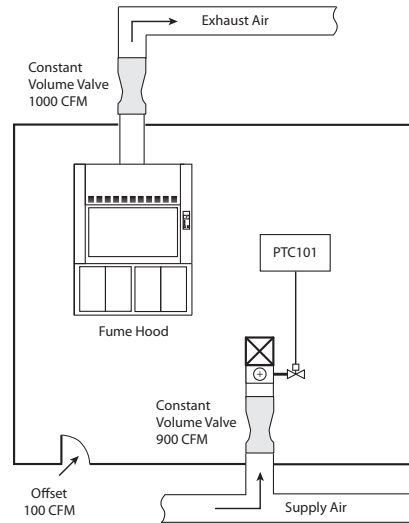 Exhaust Air
Constant
Volume Valve
1000 CFM
PTC101
Fume Hood
Constant
Volume Valve
900 CFM
Offset
100 CFM
Supply Air